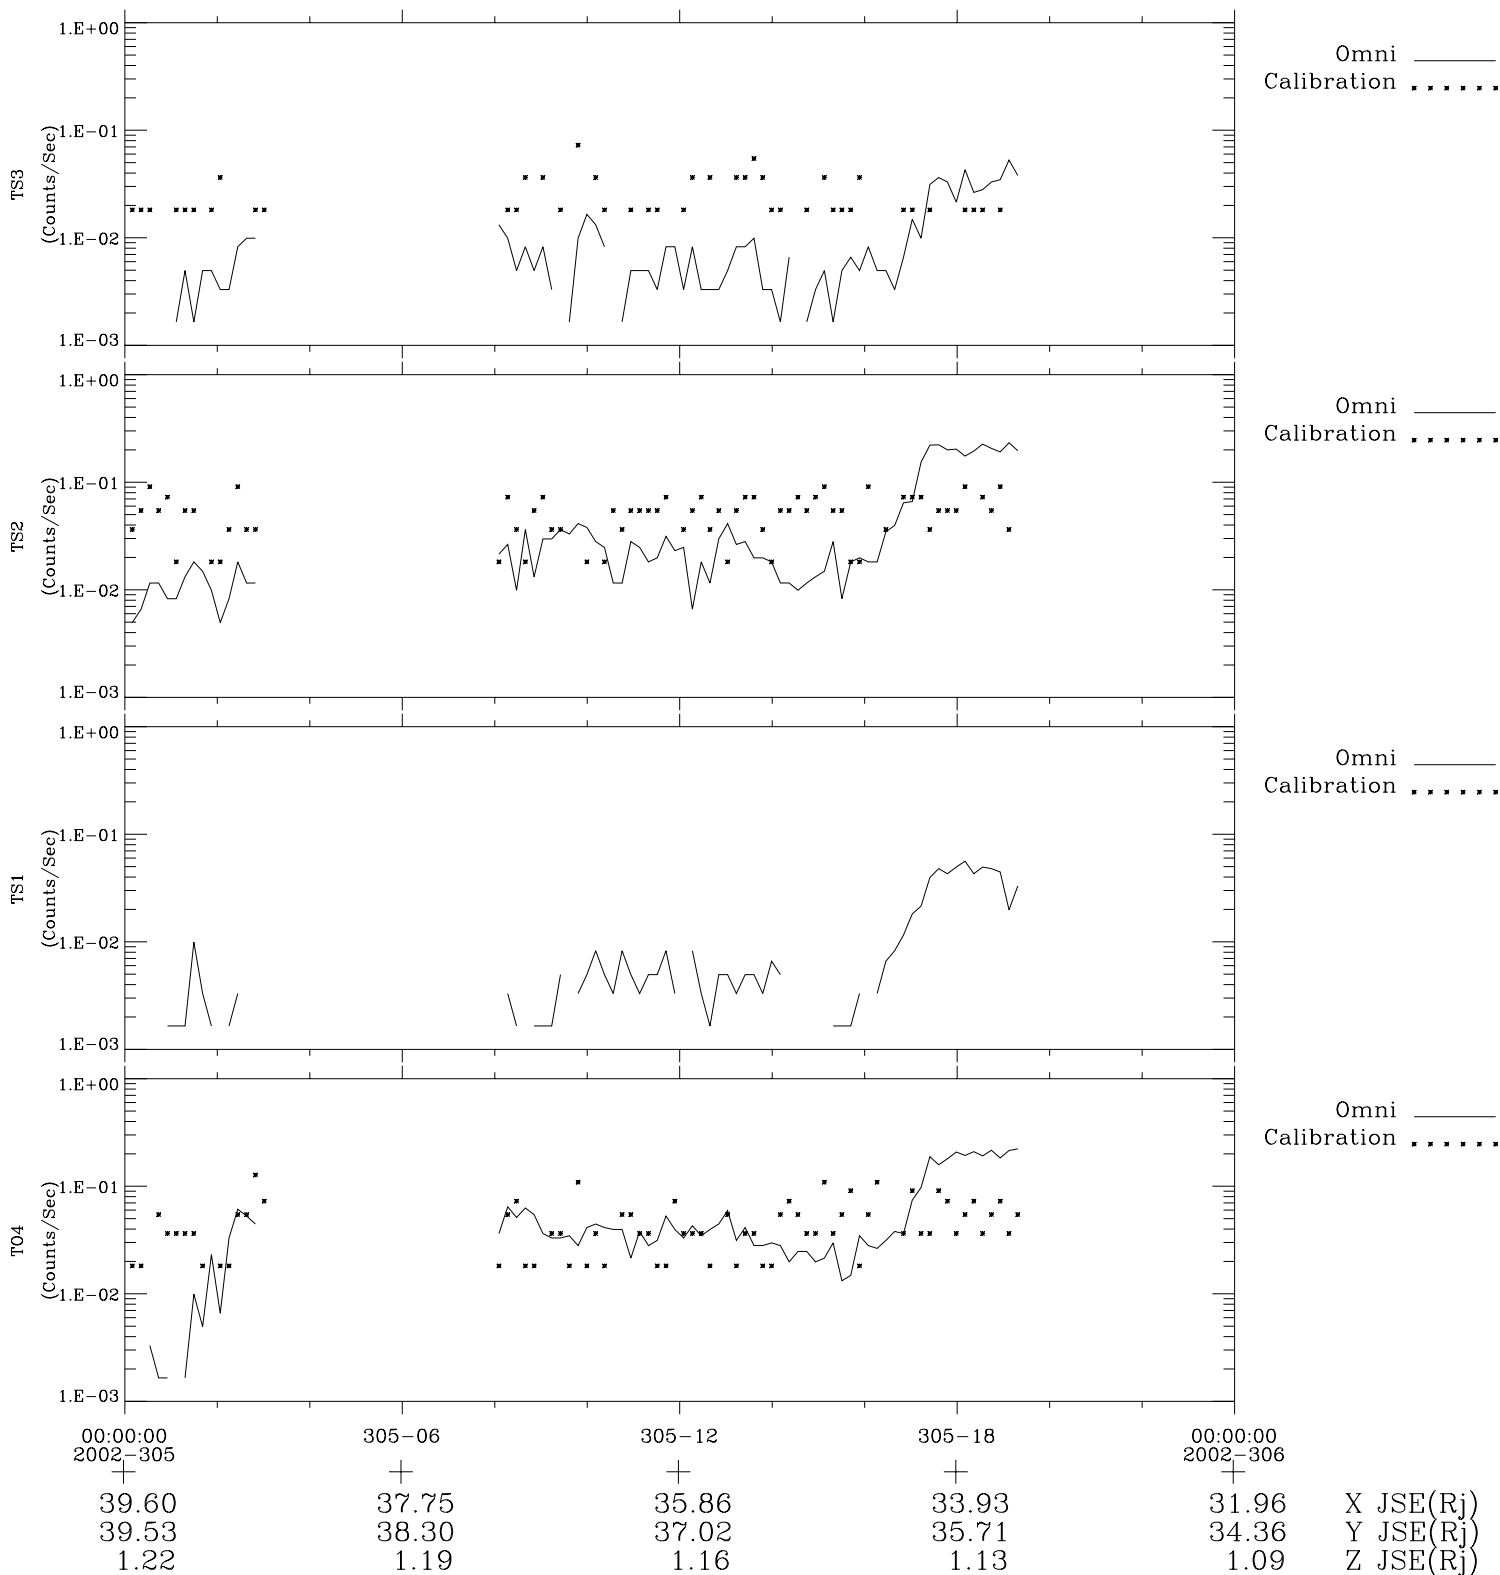 1.E+00
1.E-01
1.E-02
1.E-03
TS3
(Counts/Sec)
Omni
Calibration
1.E+00
1.E-01
1.E-02
1.E-03
TS2
(Counts/Sec)
Omni
Calibration
1.E+00
1.E-01
1.E-02
1.E-03
TS1
(Counts/Sec)
Omni
Calibration
1.E+00
1.E-01
1.E-02
1.E-03
TO4
(Counts/Sec)
Omni
Calibration
00:00:00 305-06 305-12 305-18 00:00:00
2002-305 2002-306
39.60 37.75 35.86 33.93 31.96 X JSE(Rj)
39.53 38.30 37.02 35.71 34.36 Y JSE(Rj)
1.22 1.19 1.16 1.13 1.09 Z JSE(Rj)